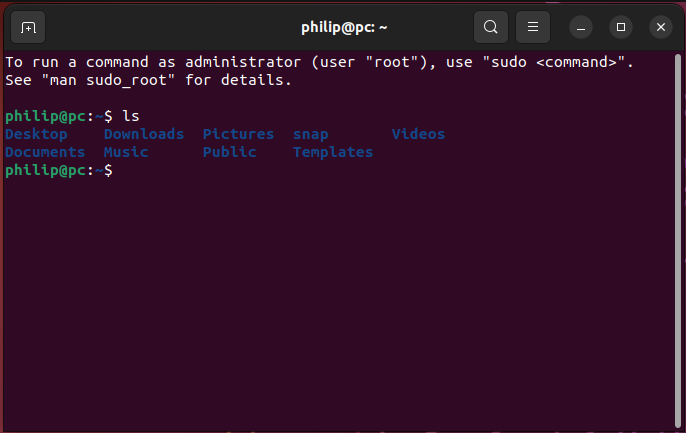 philip@pc: ~
To run a command as administrator (user "root"), use "sudo <command>".
See "man sudo_root" for details.
philip@pc:~$ ls
Desktop    Downloads  Pictures  snap       Videos
Documents  Music      Public    Templates
philip@pc:~$